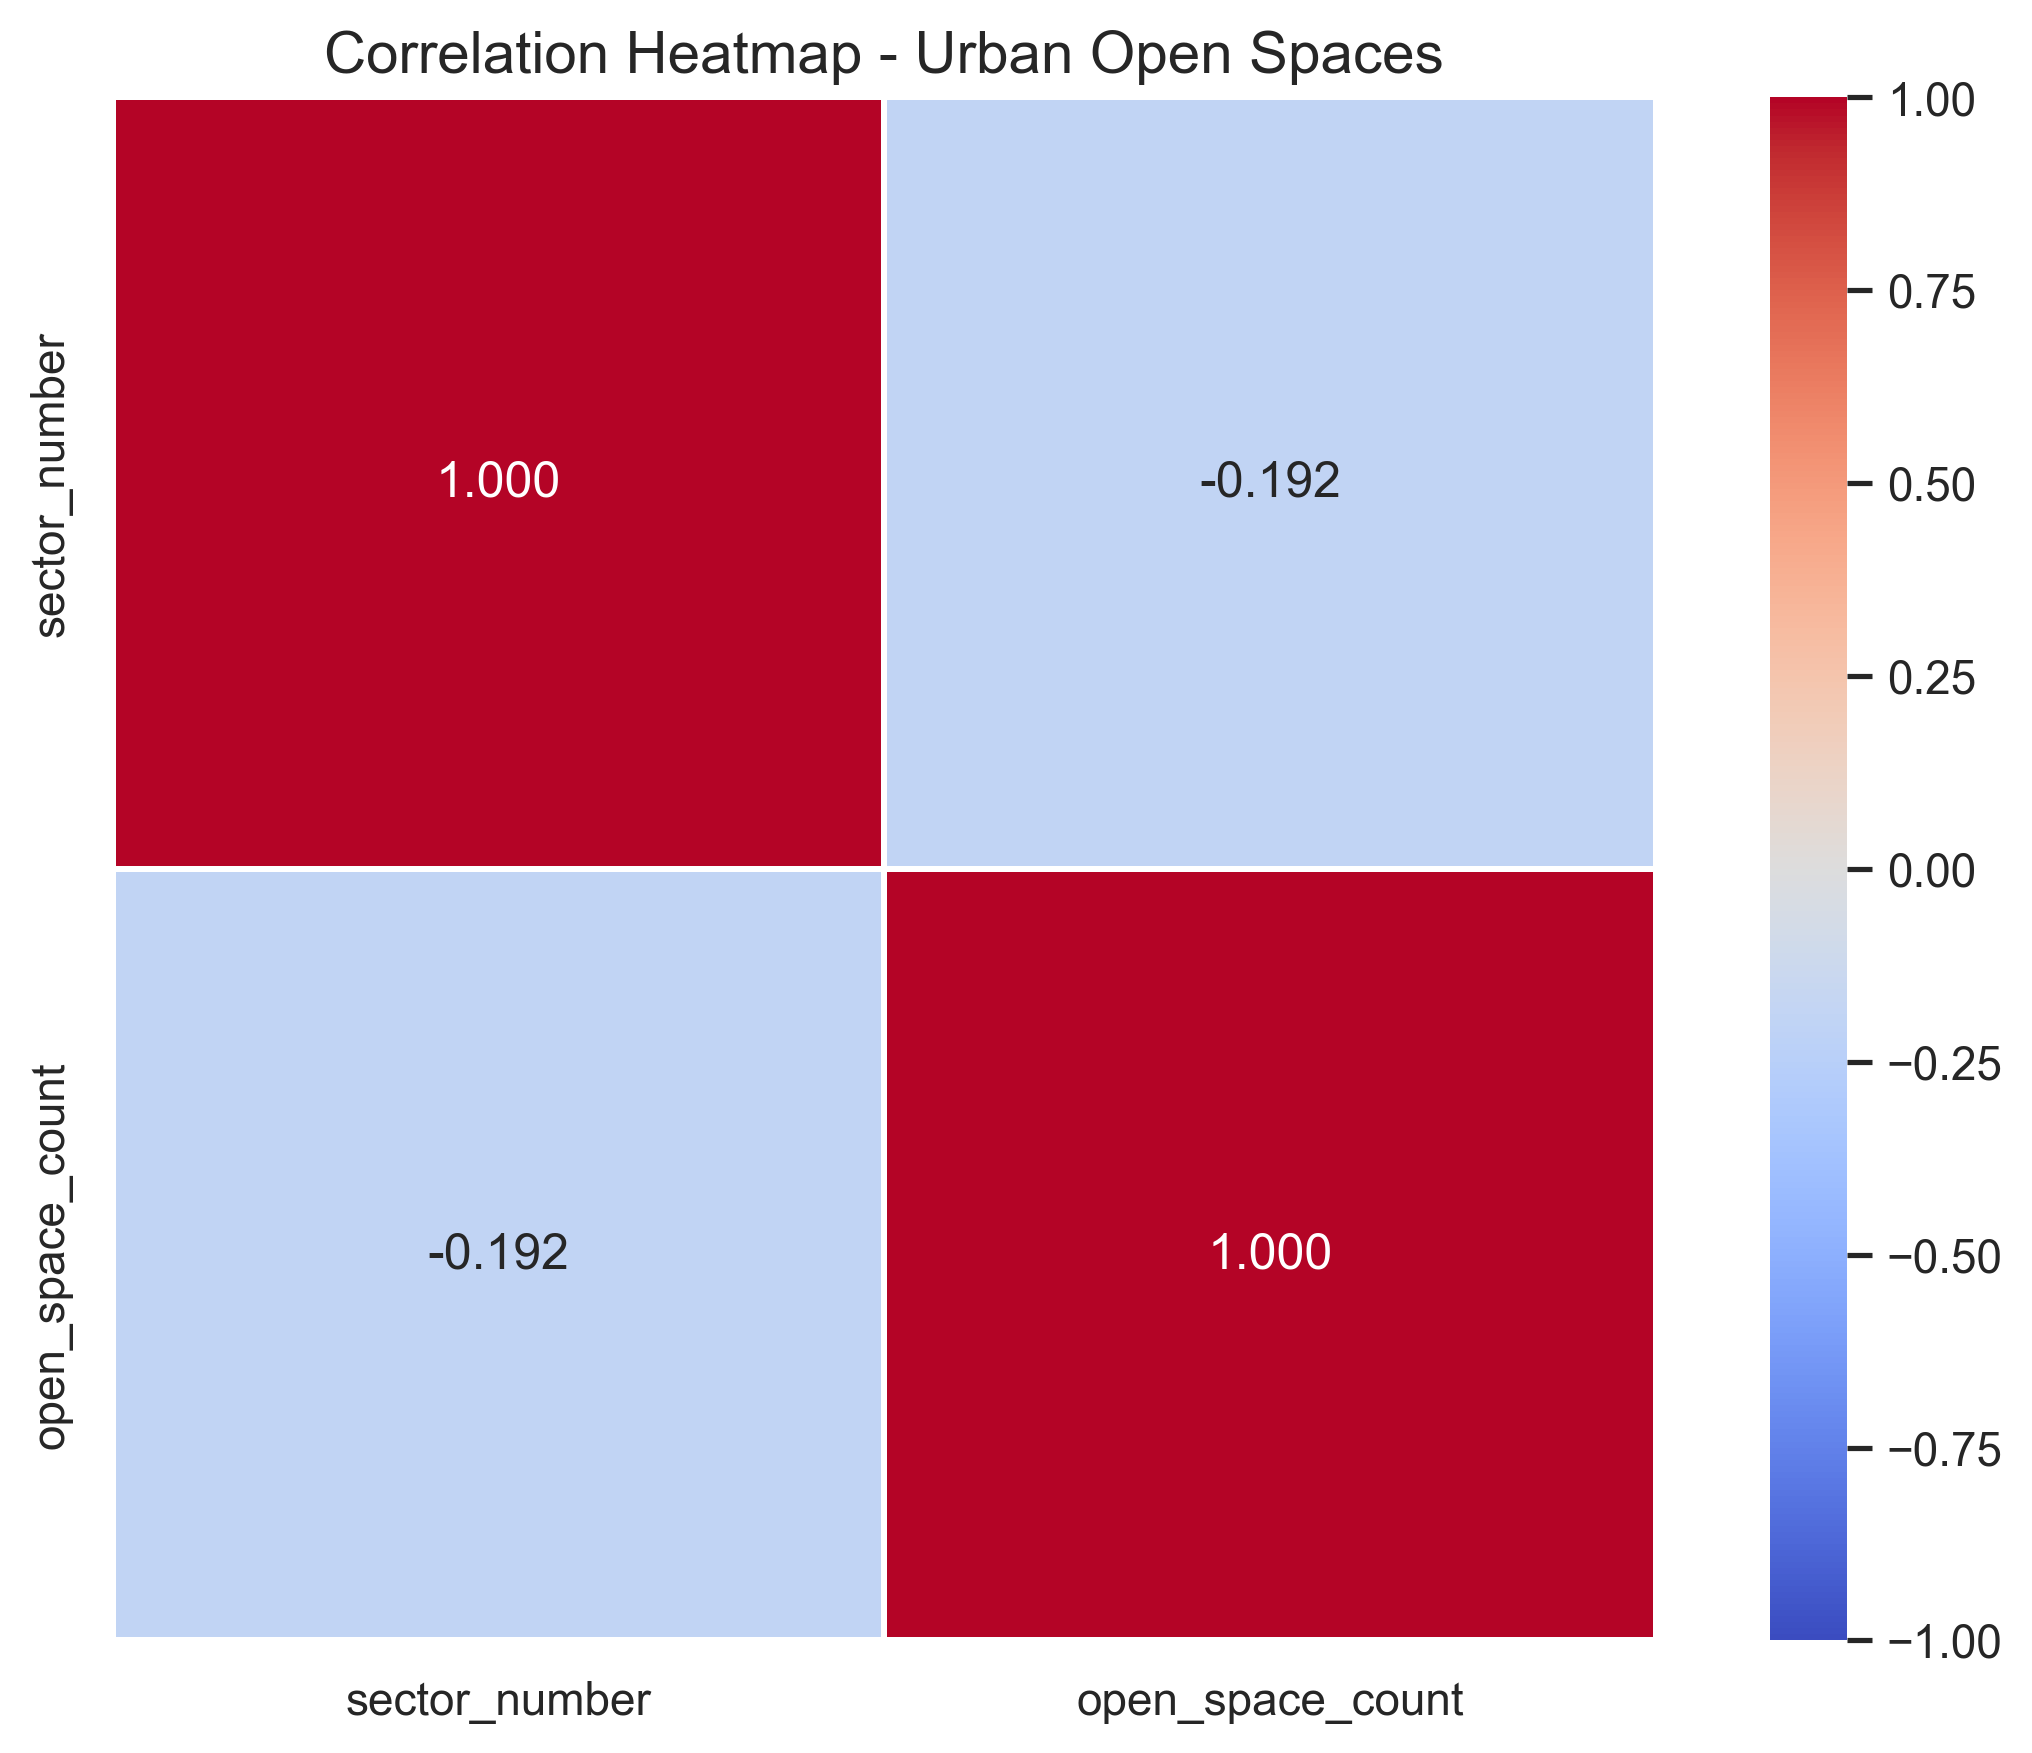 Correlation Heatmap - Urban Open Spaces
sector_number
open_space_count
1.000
-0.192
-0.192
1.000
sector_number
open_space_count
1.00
0.75
0.50
0.25
0.00
−0.25
−0.50
−0.75
−1.00